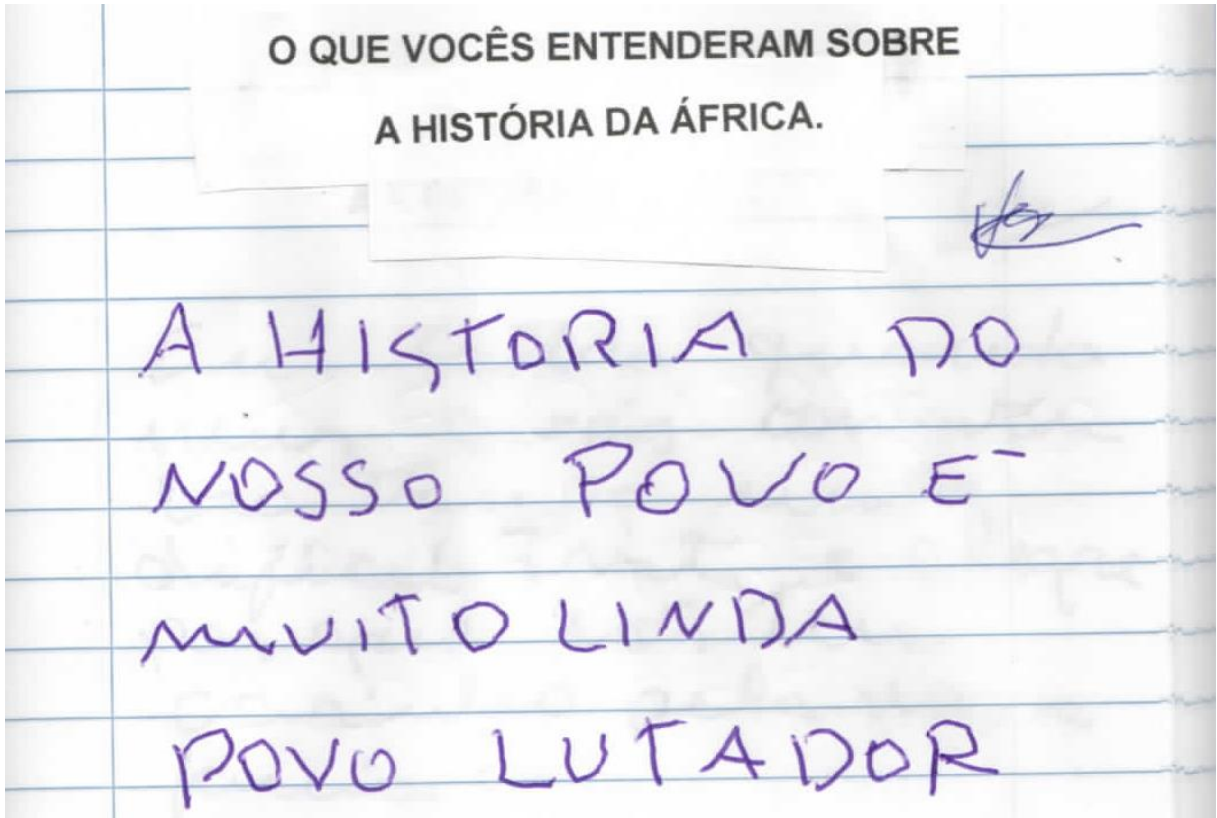 O QUE VOCÊS ENTENDERAM SOBRE
A HISTÓRIA DA ÁFRICA.
A HISTORIA DO
NOSSO POVO E
MUITO LINDA
POVO LUTADOR